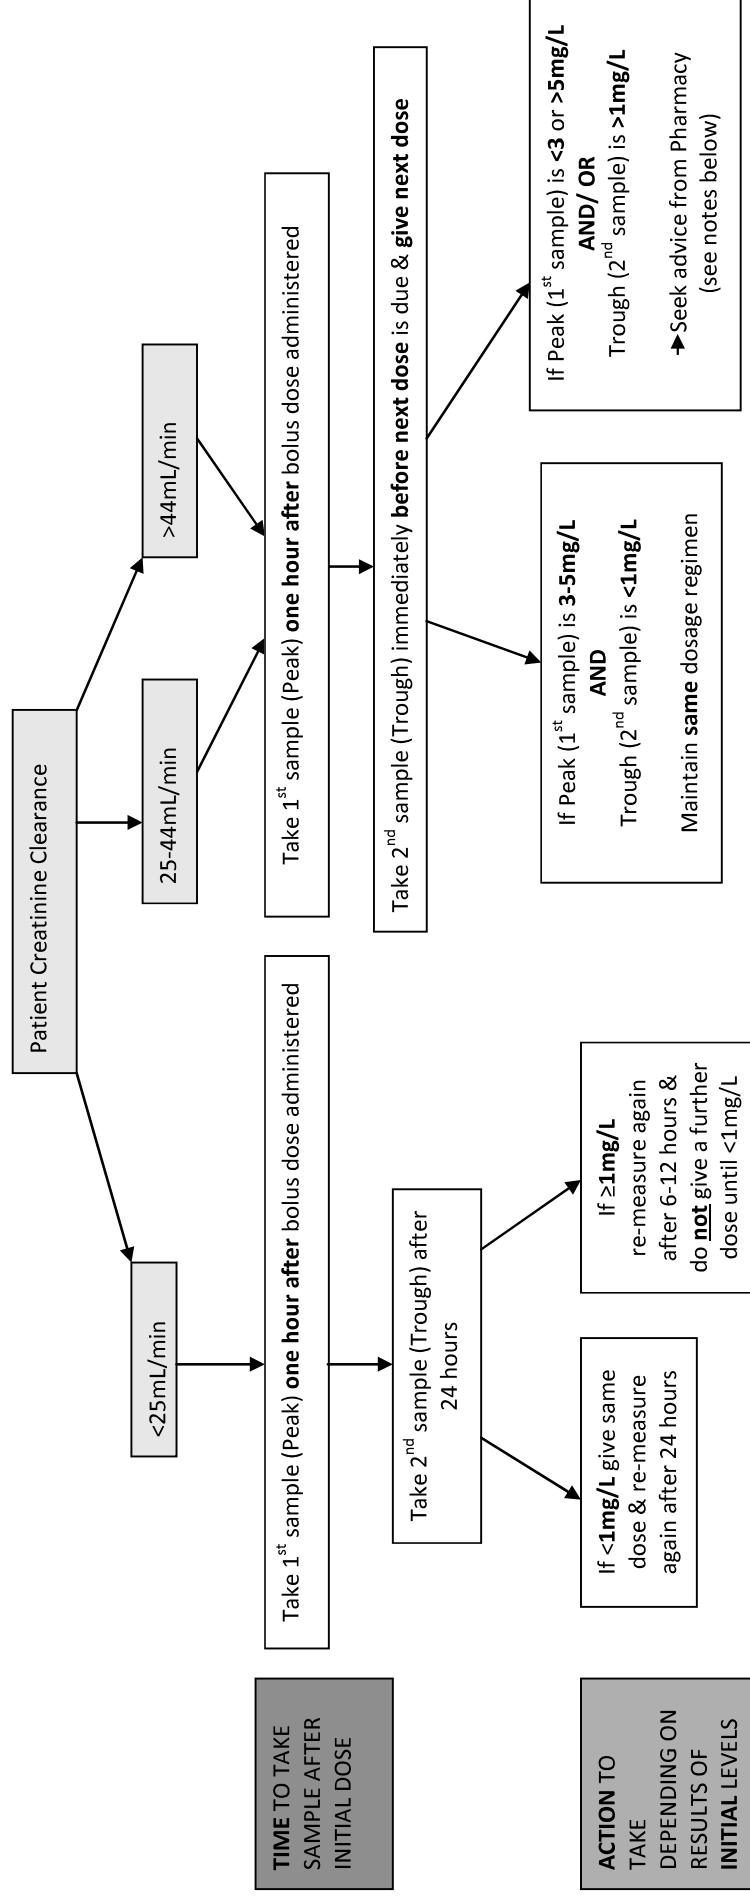 Patient Creatinine Clearance
<25mL/min
25-44mL/min
>44mL/min
TIME TO TAKE
SAMPLE AFTER
INITIAL DOSE
Take 1st sample (Peak) one hour after bolus dose administered
Take 1st sample (Peak) one hour after bolus dose administered
Take 2nd sample (Trough) after
24 hours
Take 2nd sample (Trough) immediately before next dose is due & give next dose
ACTION TO
TAKE
DEPENDING ON
RESULTS OF
INITIAL LEVELS
If <1mg/L give same
dose & re-measure
again after 24 hours
If ≥1mg/L
re-measure again
after 6-12 hours &
do not give a further
dose until <1mg/L
If Peak (1st sample) is 3-5mg/L
AND
Trough (2nd sample) is <1mg/L
Maintain same dosage regimen
If Peak (1st sample) is <3 or >5mg/L
AND/ OR
Trough (2nd sample) is >1mg/L
→Seek advice from Pharmacy
(see notes below)